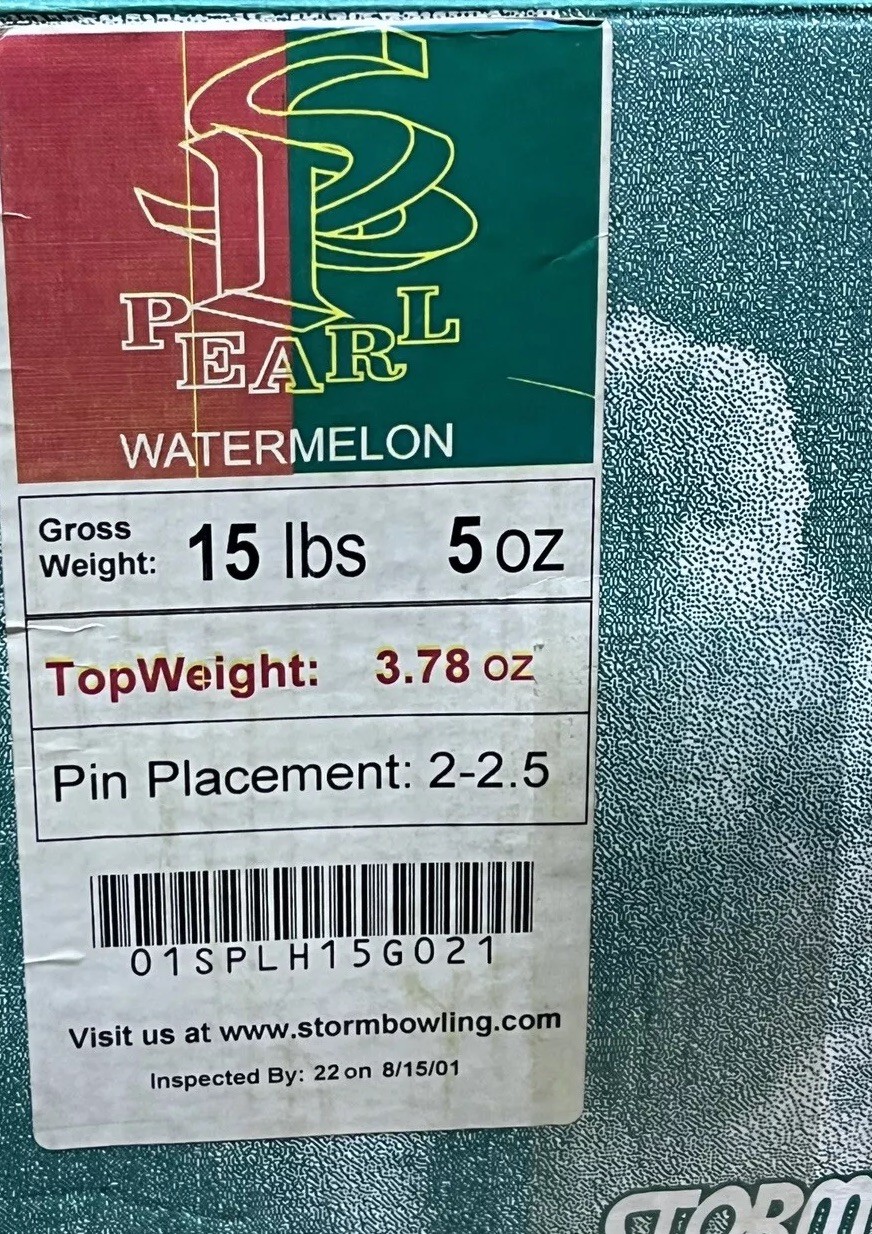 PEARL
WATERMELON
Gross
Weight: 15 lbs 5 oz
TopWeight: 3.78 oz
Pin Placement: 2-2.5
01SPLH15G021
Visit us at www.stormbowling.com
Inspected By: 22 on 8/15/01
STORM